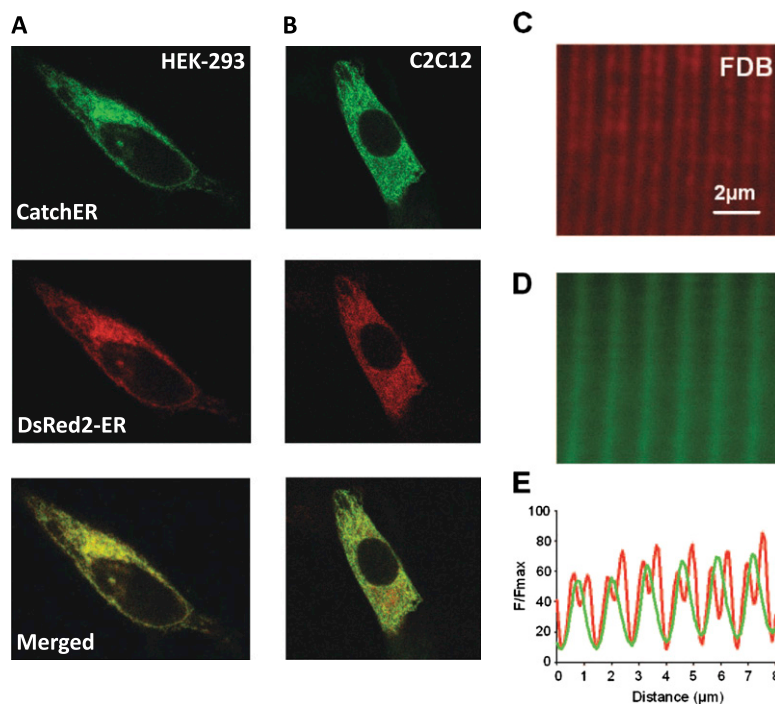 A
HEK-293
CatchER
DsRed2-ER
Merged
B
C2C12
C
FDB
2µm
D
E
F/Fmax
100
80
60
40
20
0
0 1 2 3 4 5 6 7 8
Distance (µm)